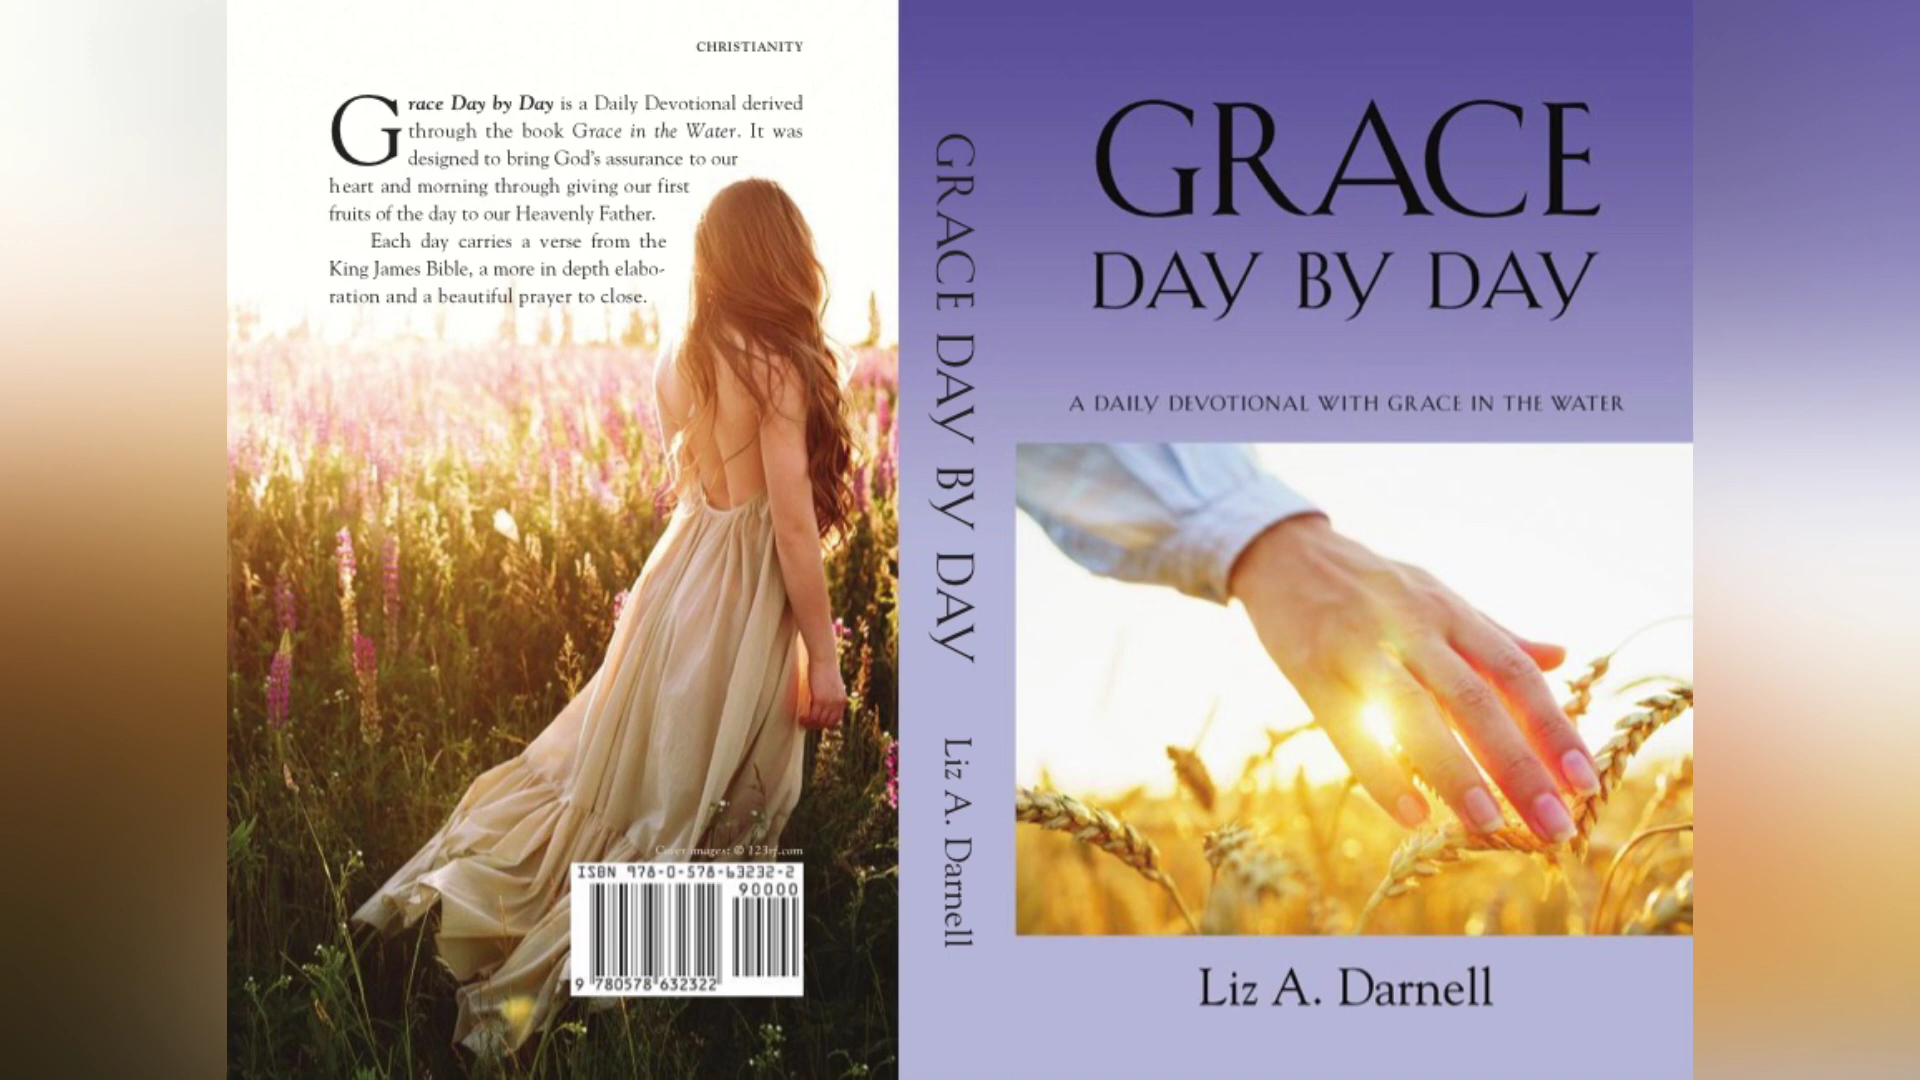 CHRISTIANITY
Grace Day by Day is a Daily Devotional derived
through the book Grace in the Water. It was
designed to bring God's assurance to our
heart and morning through giving our first
fruits of the day to our Heavenly Father.
Each day carries a verse from the
King James Bible, a more in depth elabo-
ration and a beautiful prayer to close.
Cover images: © 123rf.com
ISBN 978-0-578-63232-2
90000
9 780578 632322
GRACE DAY BY DAY Liz A. Darnell
GRACE
DAY BY DAY
A DAILY DEVOTIONAL WITH GRACE IN THE WATER
Liz A. Darnell